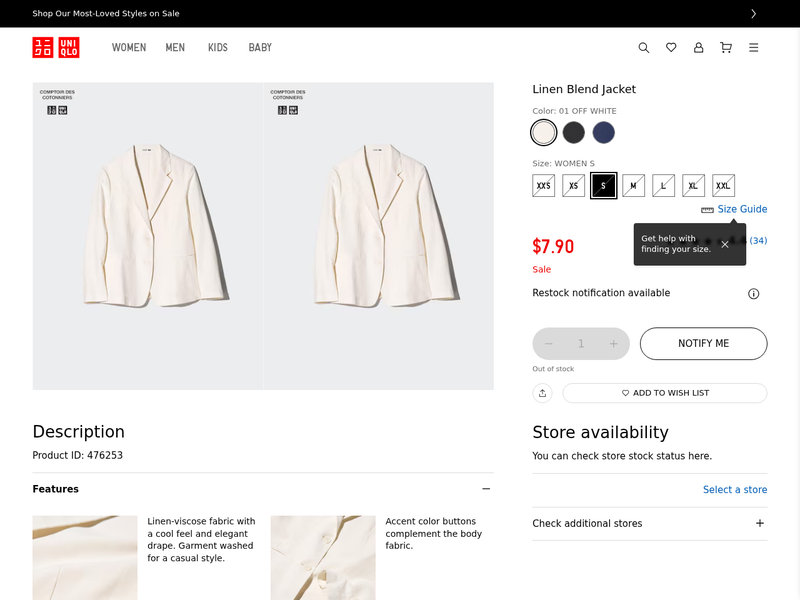 Shop Our Most-Loved Styles on Sale
UNI
QLO
WOMEN
MEN
KIDS
BABY
COMPTOIR DES
COTONNIERS
COMPTOIR DES
COTONNIERS
Linen Blend Jacket
Color: 01 OFF WHITE
Size: WOMEN S
XXS
XS
S
M
L
XL
XXL
Size Guide
Get help with
finding your size.
(34)
$7.90
Sale
Restock notification available
1
NOTIFY ME
Out of stock
ADD TO WISH LIST
Description
Product ID: 476253
Features
Linen-viscose fabric with
a cool feel and elegant
drape. Garment washed
for a casual style.
Accent color buttons
complement the body
fabric.
Store availability
You can check store stock status here.
Select a store
Check additional stores